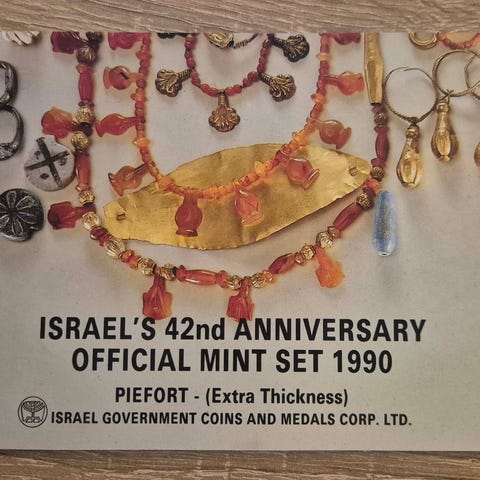 ISRAEL'S 42nd ANNIVERSARY
OFFICIAL MINT SET 1990
PIEFORT - (Extra Thickness)
ISRAEL GOVERNMENT COINS AND MEDALS CORP. LTD.